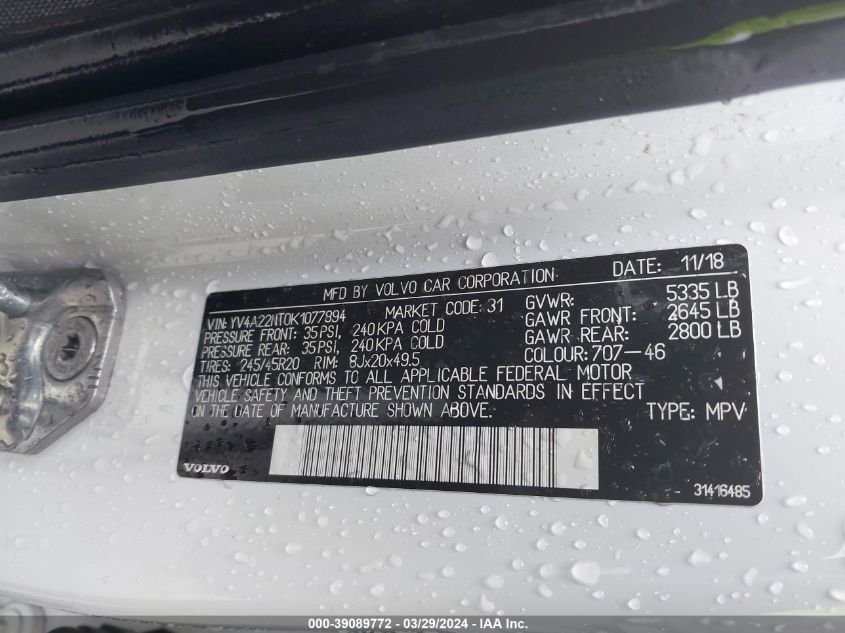 MFD BY VOLVO CAR CORPORATION DATE: 11/18
VIN: YV4A22NT0K1077994 MARKET CODE: 31 GVWR: 5335 LB
PRESSURE FRONT: 35PSI, 240KPA COLD GAWR FRONT: 2645 LB
PRESSURE REAR: 35PSI, 240KPA COLD GAWR REAR: 2800 LB
TIRES: 245/45R20 RIM: 8Jx20x49.5 COLOUR: 707-46
THIS VEHICLE CONFORMS TO ALL APPLICABLE FEDERAL MOTOR
VEHICLE SAFETY AND THEFT PREVENTION STANDARDS IN EFFECT
ON THE DATE OF MANUFACTURE SHOWN ABOVE. TYPE: MPV
VOLVO
31416485
000-39089772 - 03/29/2024 - IAAI, Inc.